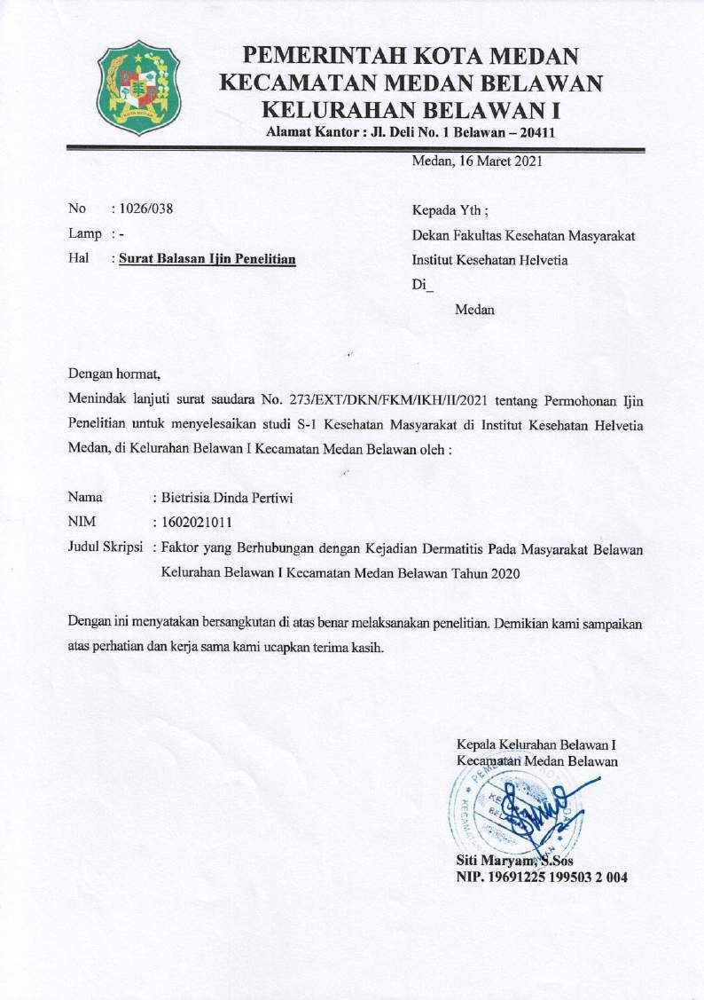 PEMERINTAH KOTA MEDAN
KECAMATAN MEDAN BELAWAN
KELURAHAN BELAWAN I
Alamat Kantor : Jl. Deli No. 1 Belawan – 20411
KOTA MEDAN
Medan, 16 Maret 2021
No : 1026/038
Lamp : -
Hal : Surat Balasan Ijin Penelitian
Kepada Yth ;
Dekan Fakultas Kesehatan Masyarakat
Institut Kesehatan Helvetia
Di_
Medan
Dengan hormat,
Menindak lanjuti surat saudara No. 273/EXT/DKN/FKM/IKH/II/2021 tentang Permohonan Ijin
Penelitian untuk menyelesaikan studi S-1 Kesehatan Masyarakat di Institut Kesehatan Helvetia
Medan, di Kelurahan Belawan I Kecamatan Medan Belawan oleh :
Nama : Bietrisia Dinda Pertiwi
NIM : 1602021011
Judul Skripsi : Faktor yang Berhubungan dengan Kejadian Dermatitis Pada Masyarakat Belawan
Kelurahan Belawan I Kecamatan Medan Belawan Tahun 2020
Dengan ini menyatakan bersangkutan di atas benar melaksanakan penelitian. Demikian kami sampaikan
atas perhatian dan kerja sama kami ucapkan terima kasih.
Kepala Kelurahan Belawan I
Kecamatan Medan Belawan
Siti Maryam, S.Sos
NIP. 19691225 199503 2 004